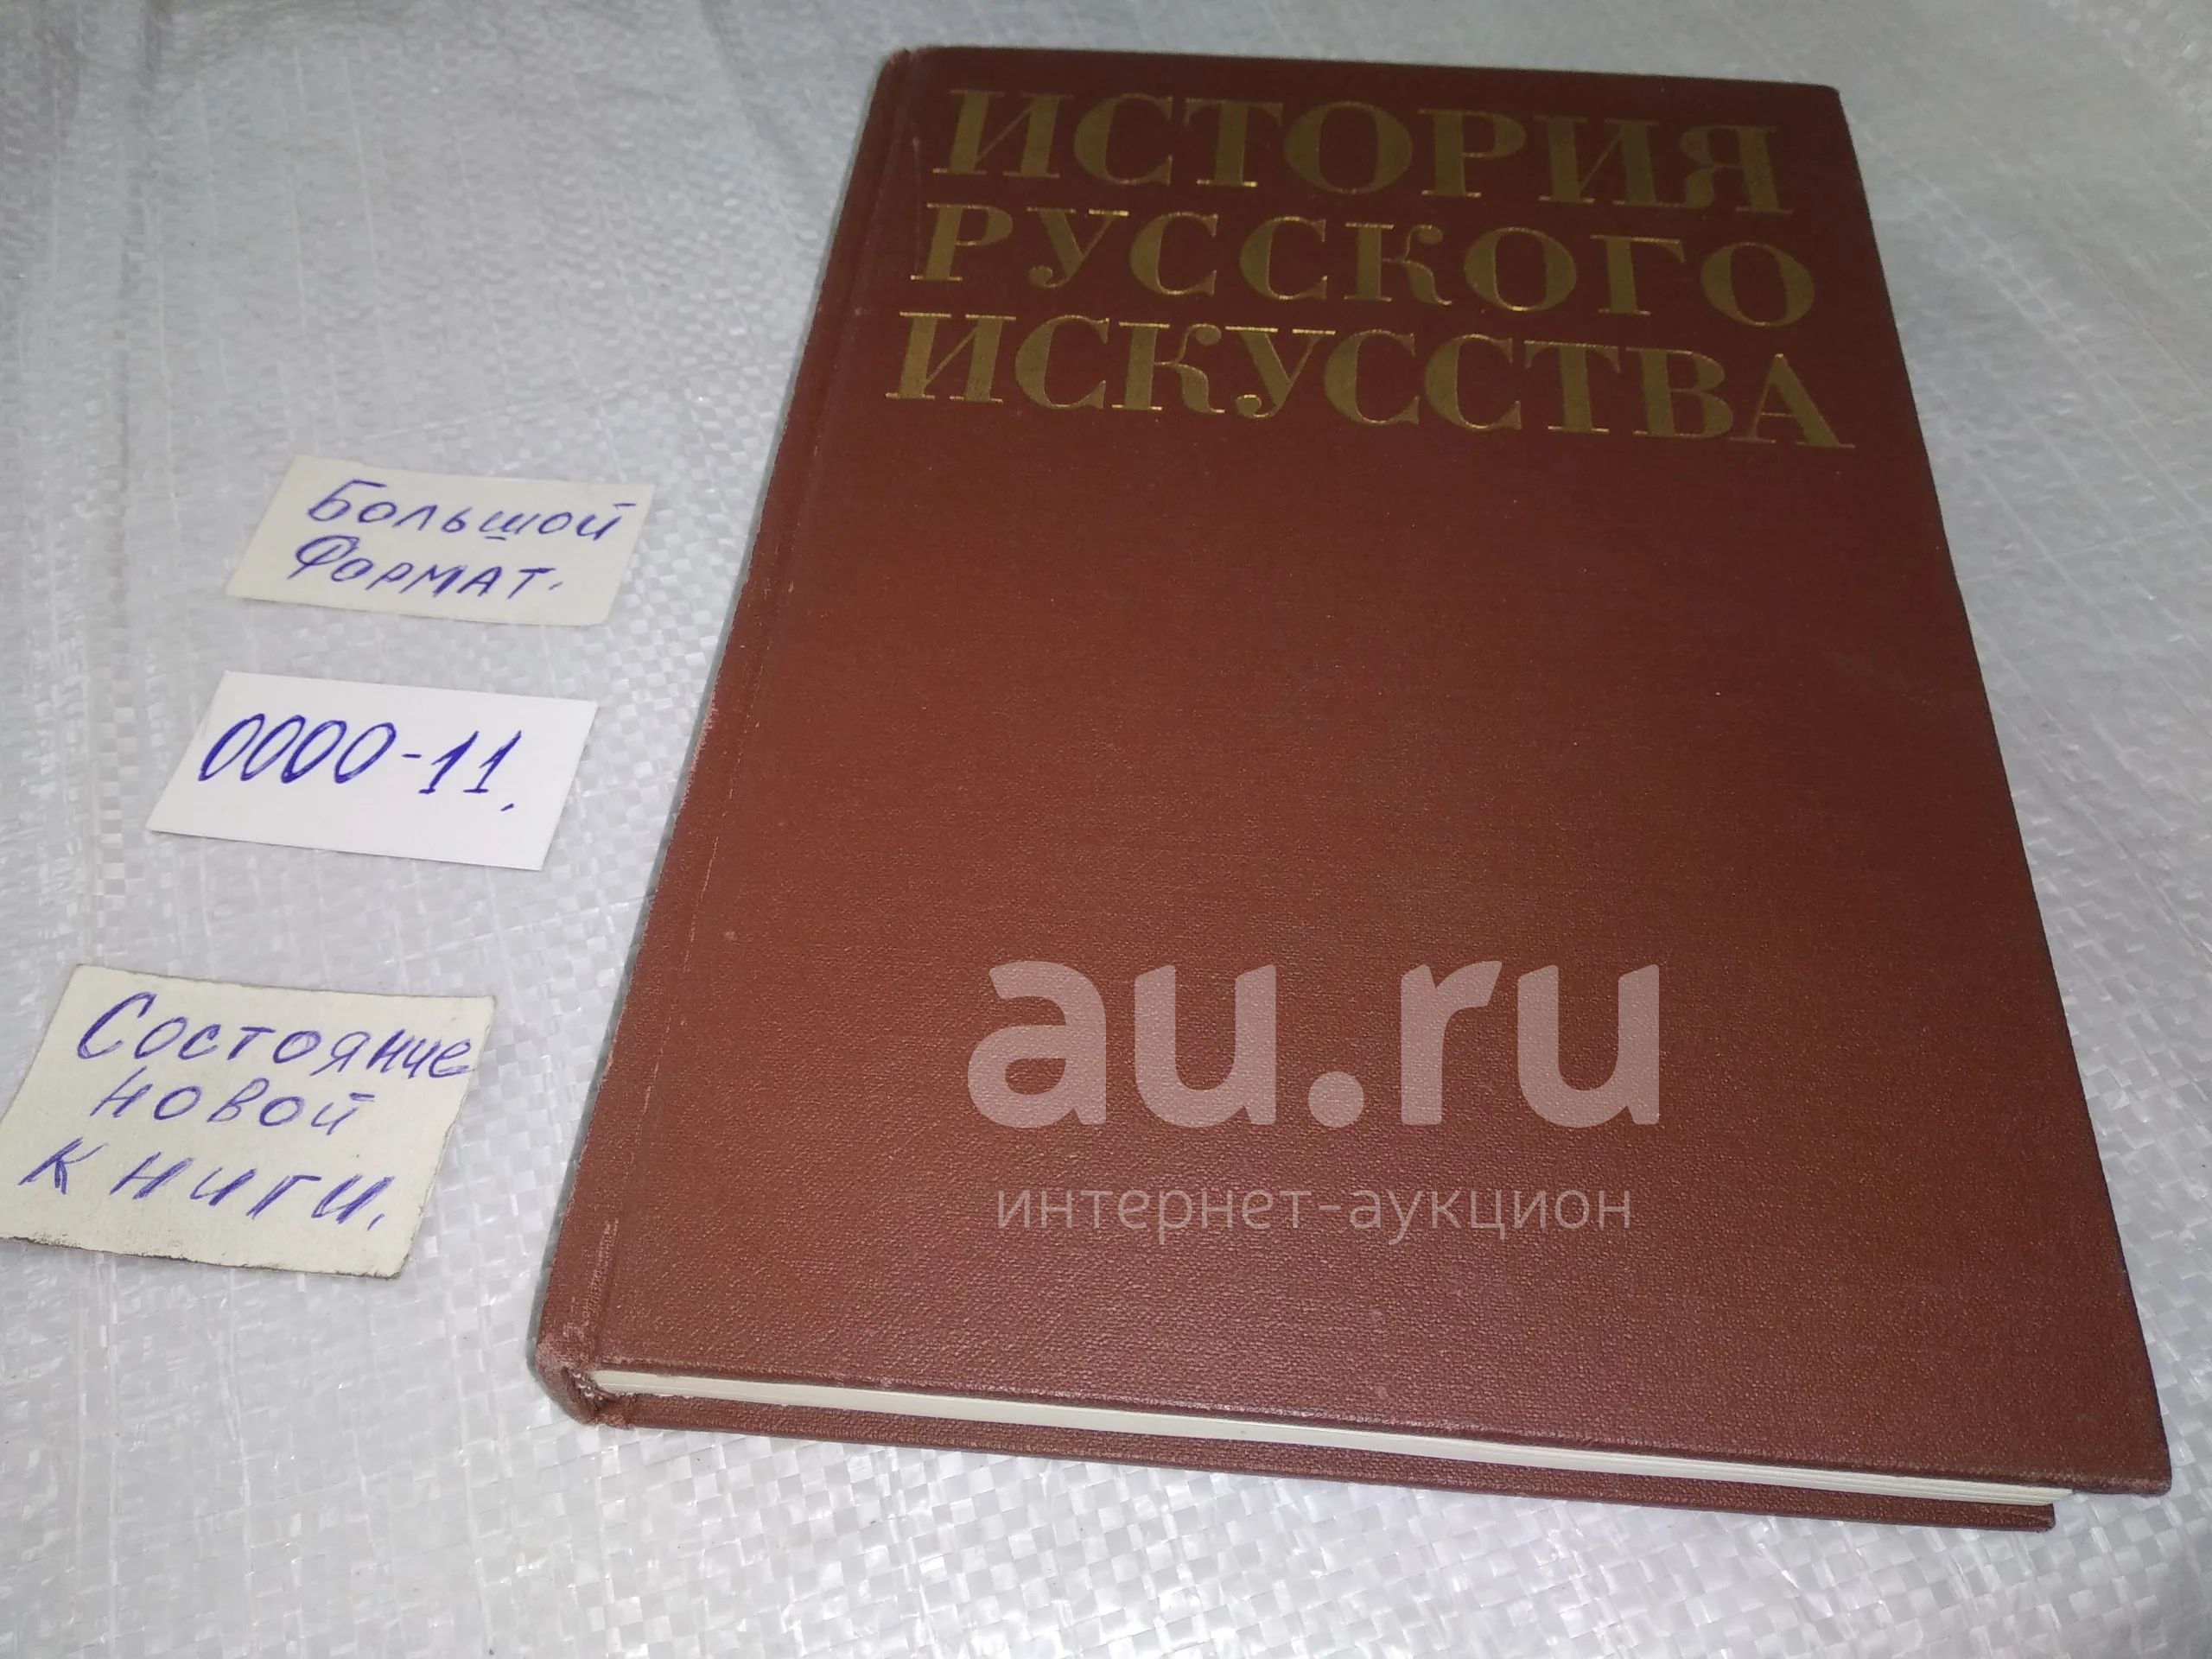 ИСТОРИЯ
РУССКОГО
ИСКУССТВА
Большой
Формат.
0000-11.
Состояние
новой
книги.
au.ru
интернет-аукцион